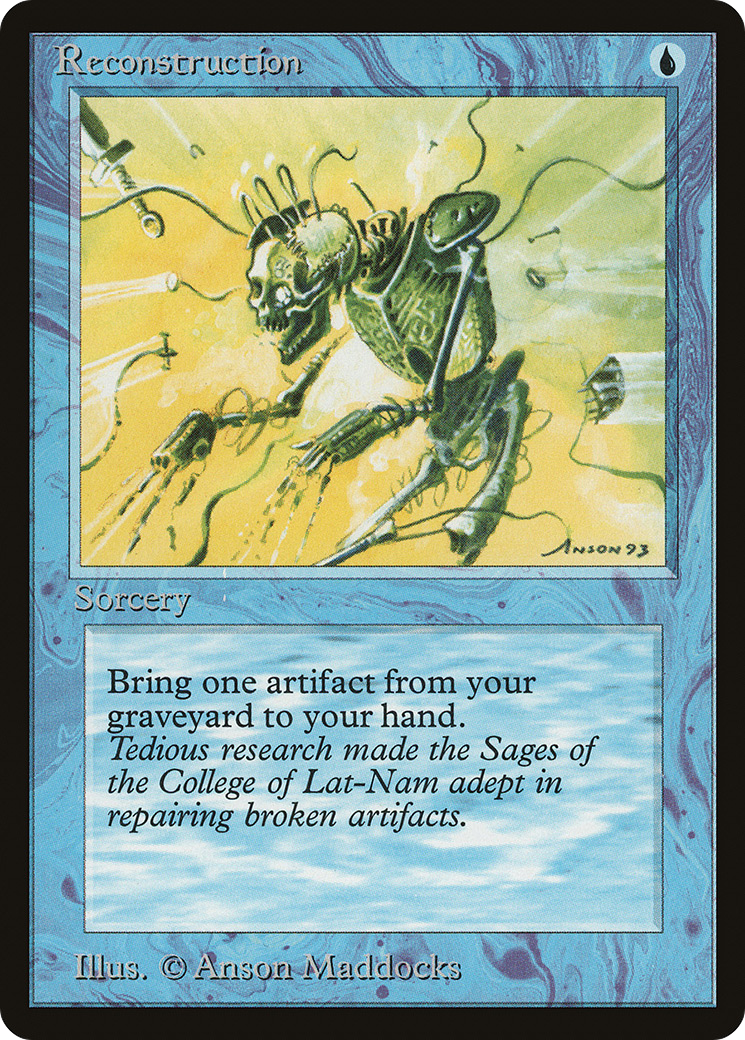 Reconstruction
ANSON 93
Sorcery
Bring one artifact from your
graveyard to your hand.
Tedious research made the Sages of
the College of Lat-Nam adept in
repairing broken artifacts.
Illus. © Anson Maddocks